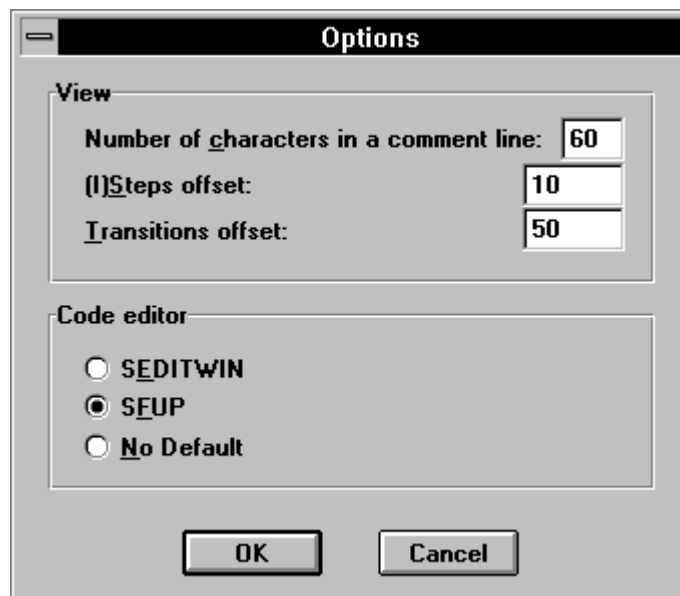 Options
View
Number of characters in a comment line: 60
(I)Steps offset: 10
Transitions offset: 50
Code editor
SEDITWIN
SFUP
No Default
OK Cancel